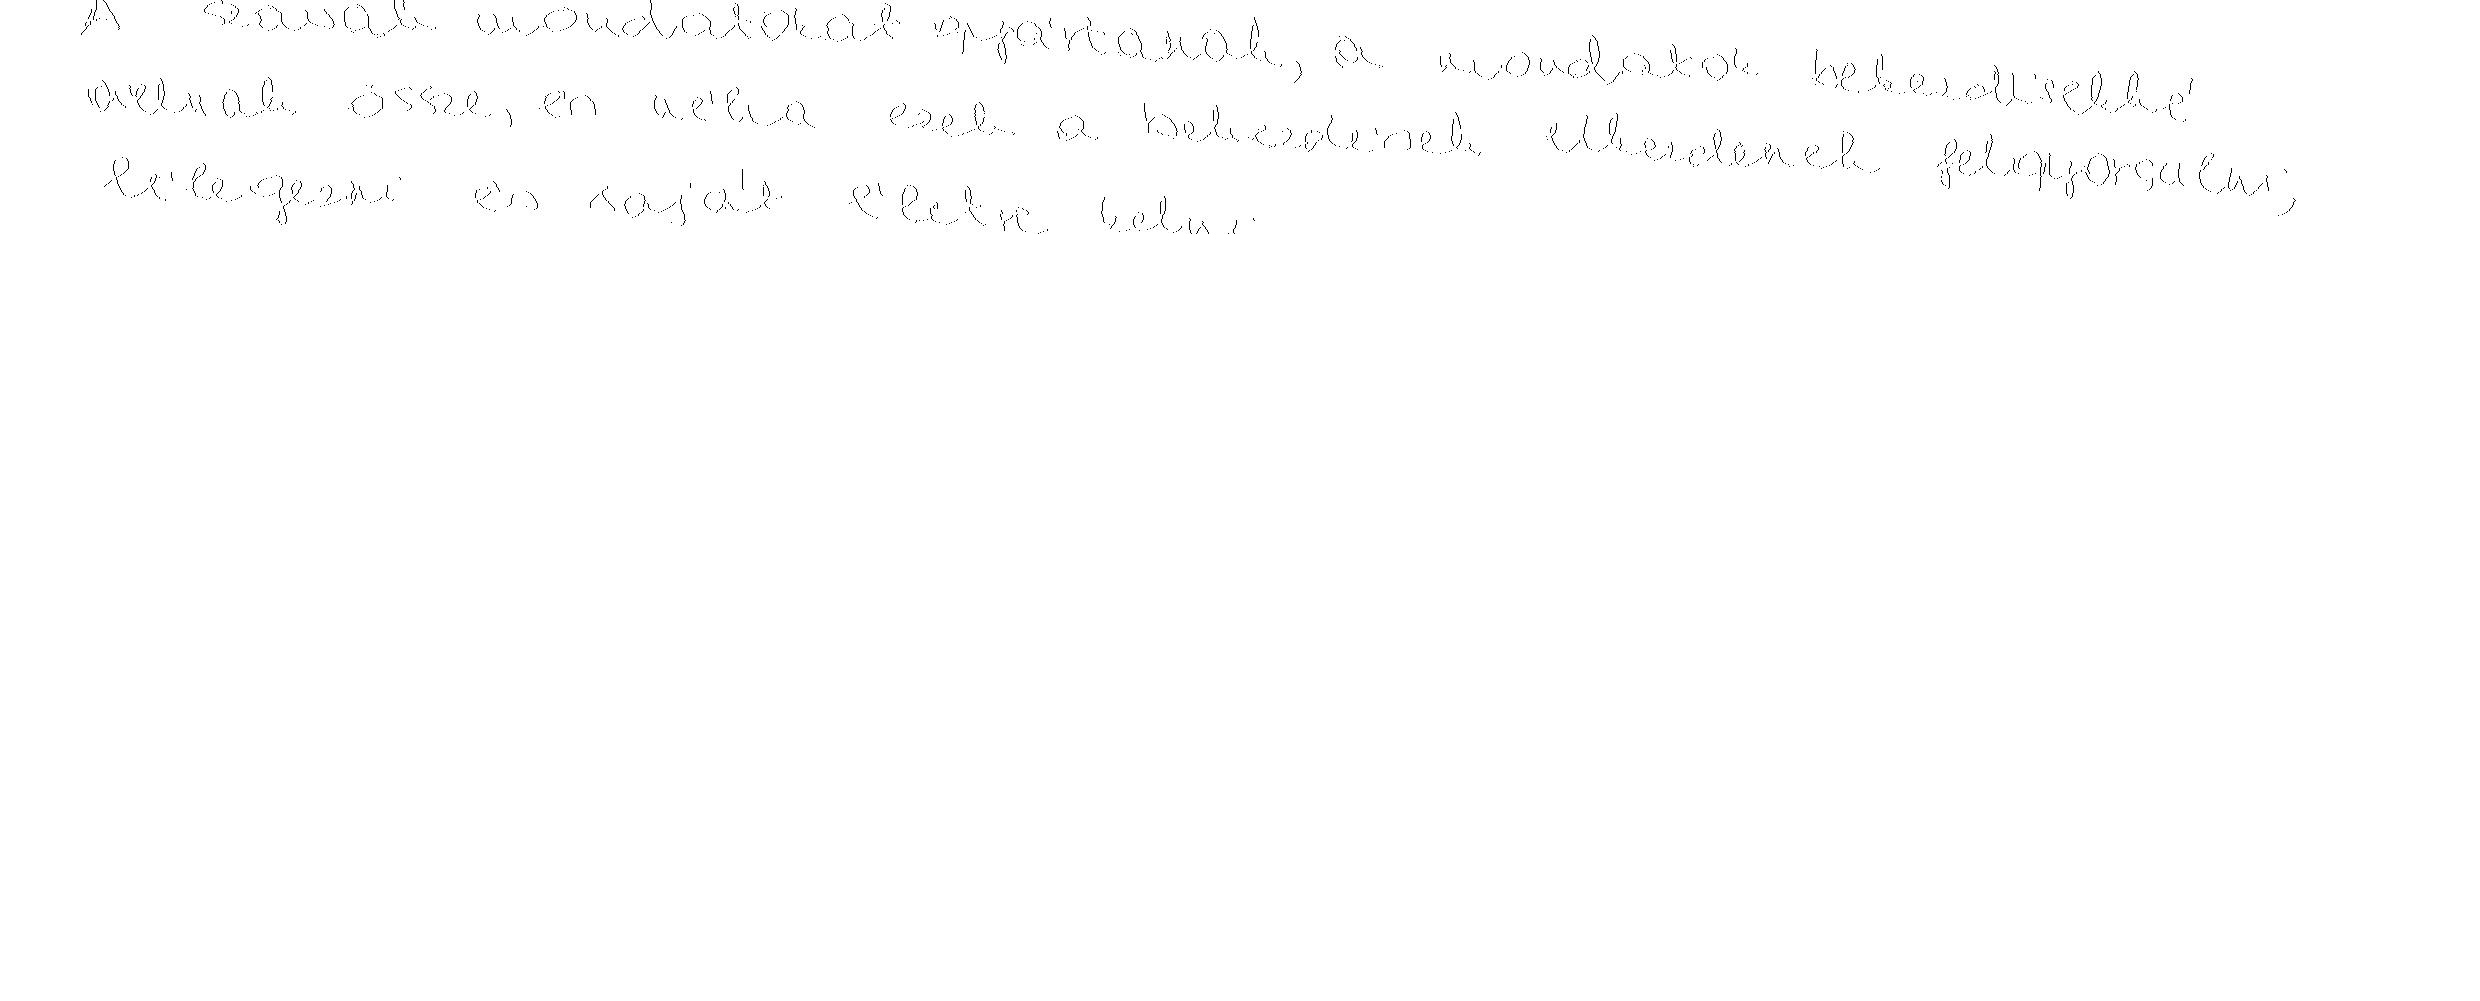 A szavak mondatokat gyártanak, a mondatok bekezdésekké
állnak össze, és néha ezek a bekezdések elkezdenek felgyorsulni,
lélegezni és saját életre kelni.